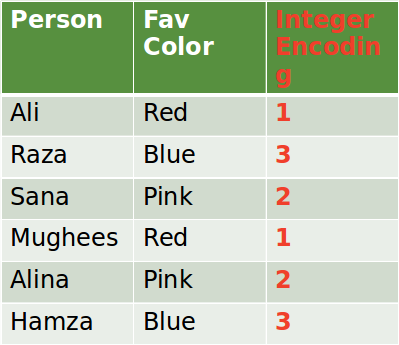 Person Fav Color Integer Encoding
Ali Red 1
Raza Blue 3
Sana Pink 2
Mughees Red 1
Alina Pink 2
Hamza Blue 3